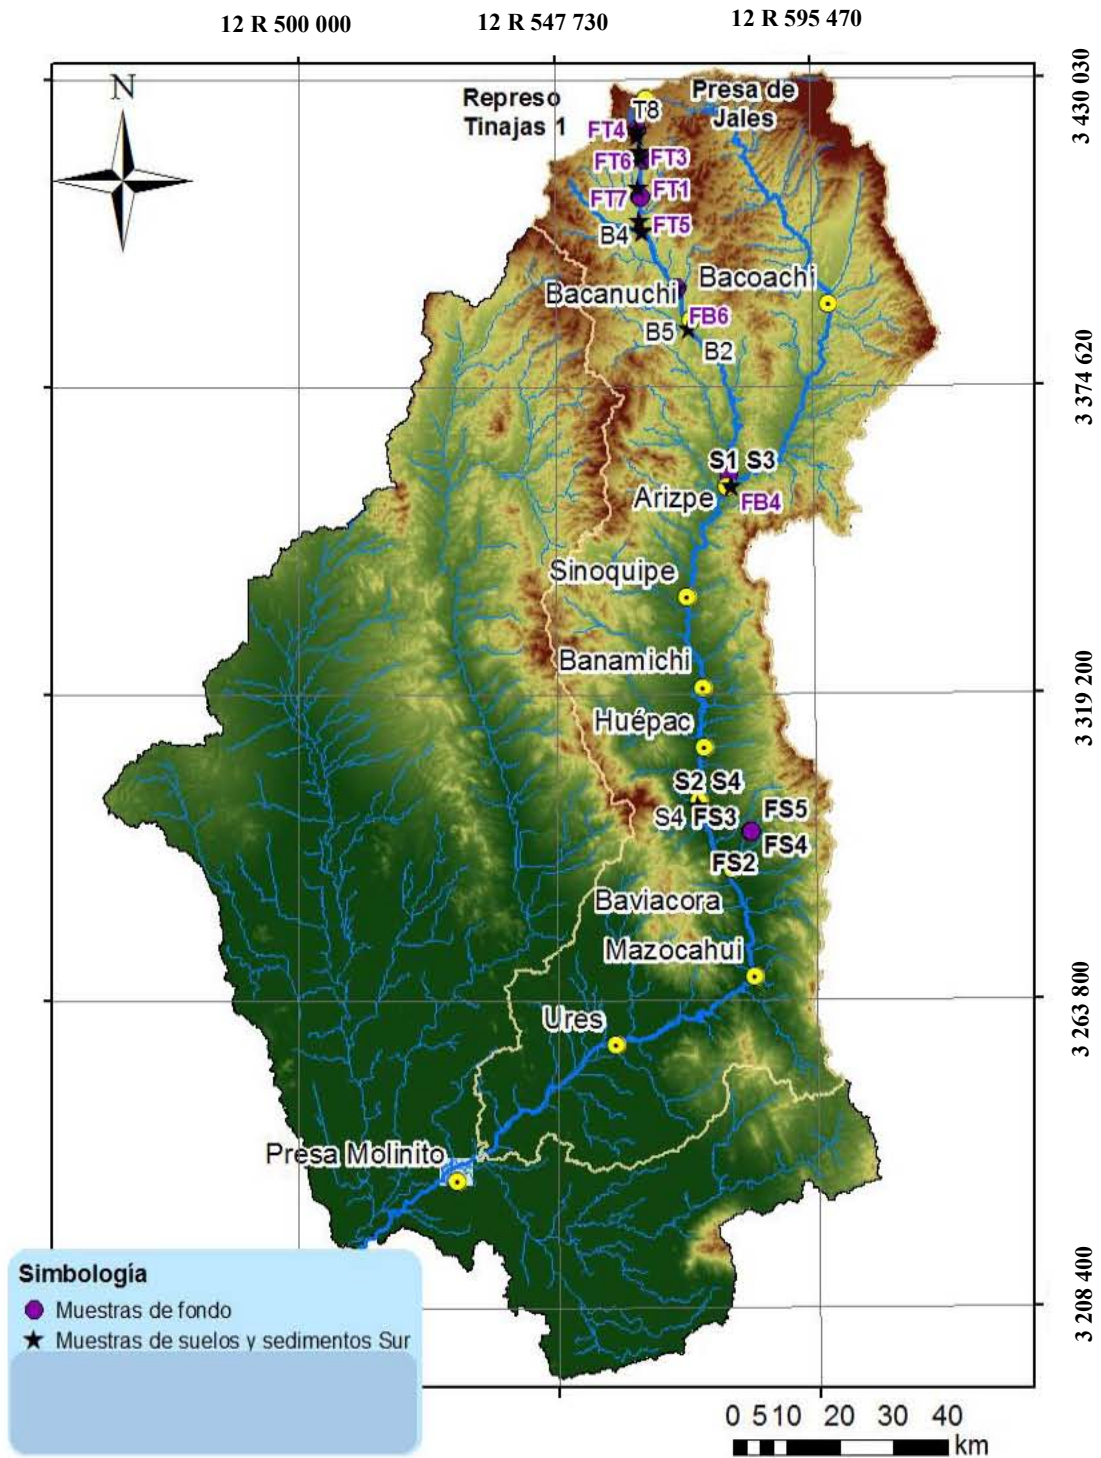 12 R 500 000
12 R 547 730
12 R 595 470
3 430 030
3 374 620
3 319 200
3 263 800
3 208 400
N
Represo
Tinajas 1
T8
Presa de
Jales
FT4
FT6
FT3
FT7
FT1
B4
FT5
Bacanuchi
Bacoachi
FB6
B5
B2
S1 S3
Arizpe
FB4
Sinoquipe
Banamichi
Huépac
S2 S4
S4 FS3
FS5
FS4
FS2
Baviacora
Mazocahui
Ures
Presa Molinito
Simbología
Muestras de fondo
Muestras de suelos y sedimentos Sur
0 5 10 20 30 40
km